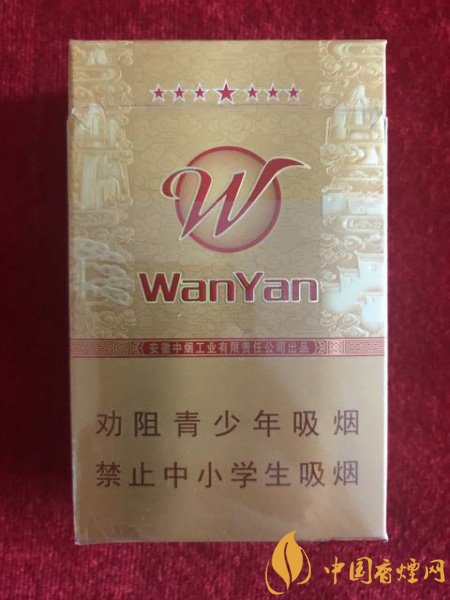 W
WanYan
安徽中烟工业有限责任公司出品
劝阻青少年吸烟
禁止中小学生吸烟
中国香煙网